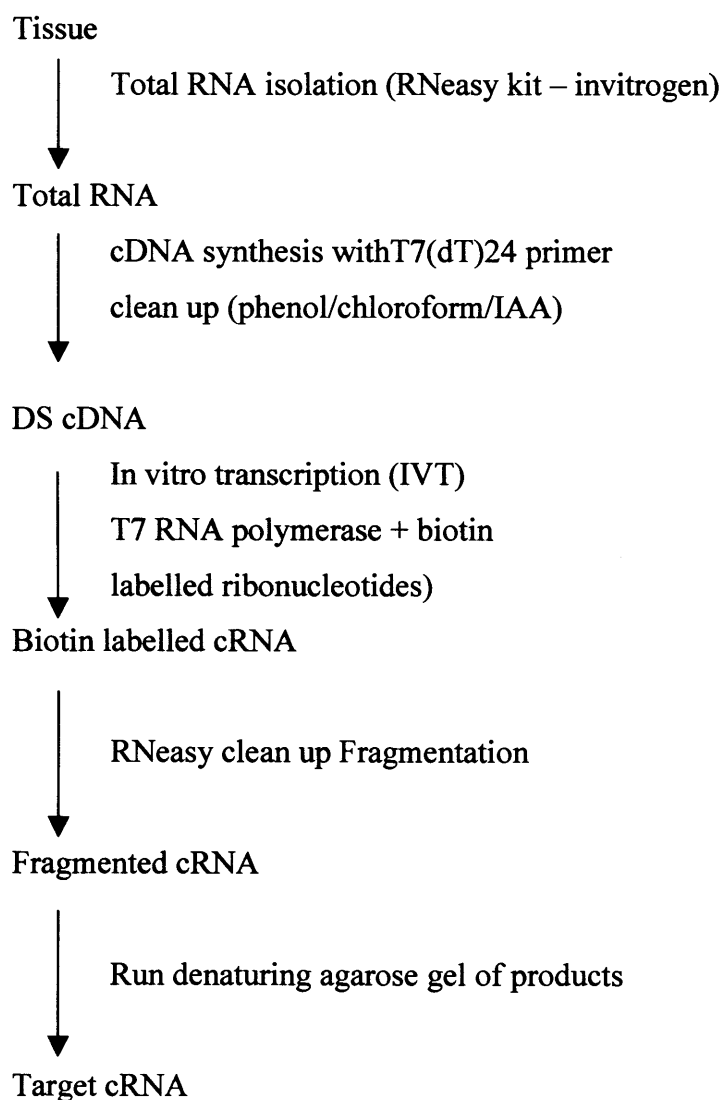 Tissue
Total RNA isolation (RNeasy kit – invitrogen)
Total RNA
cDNA synthesis withT7(dT)24 primer
clean up (phenol/chloroform/IAA)
DS cDNA
In vitro transcription (IVT)
T7 RNA polymerase + biotin
labelled ribonucleotides)
Biotin labelled cRNA
RNeasy clean up Fragmentation
Fragmented cRNA
Run denaturing agarose gel of products
Target cRNA